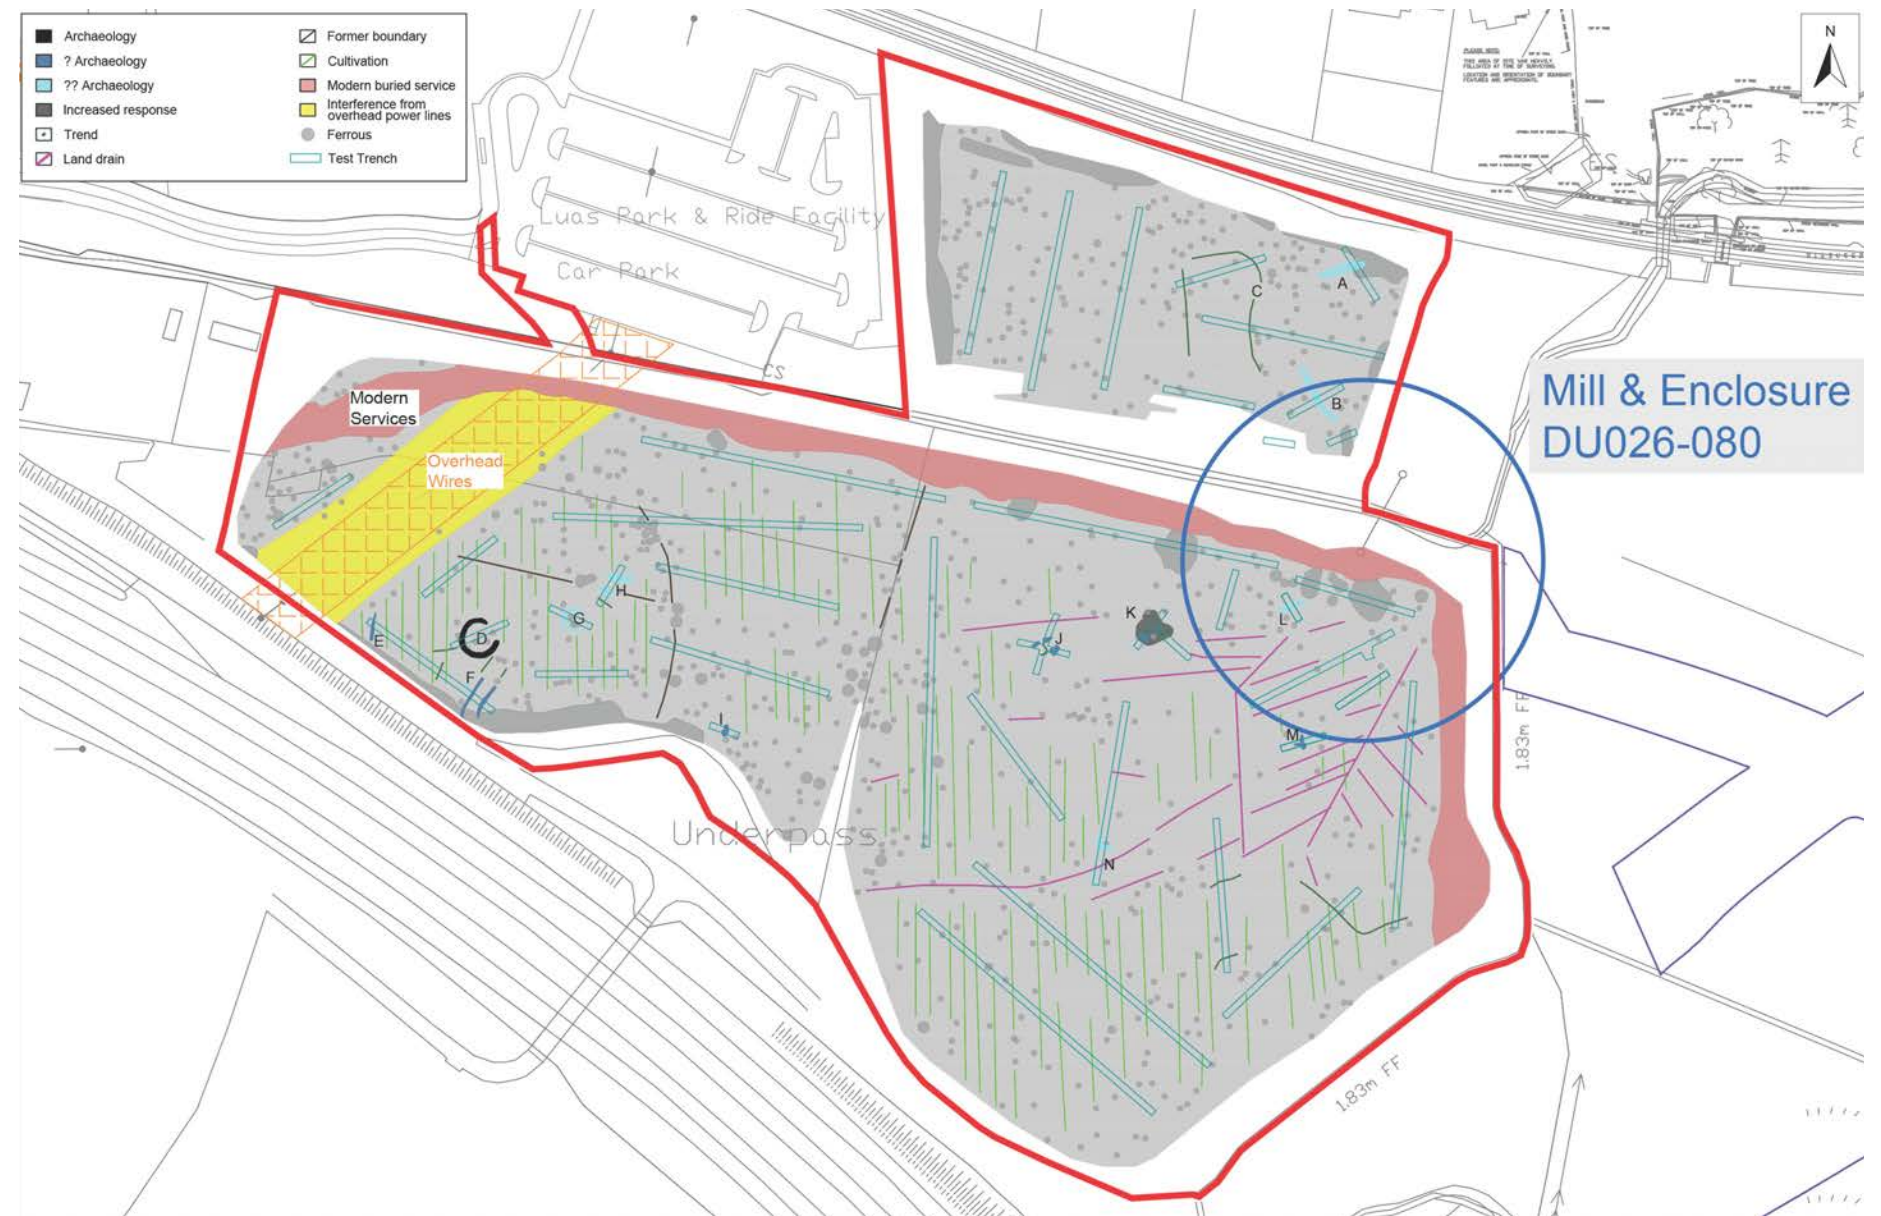 Archaeology
? Archaeology
?? Archaeology
Increased response
Trend
Land drain
Former boundary
Cultivation
Modern buried service
Interference from
overhead power lines
Ferrous
Test Trench
N
PLEASE NOTE:
Luas Park & Ride Facility
Car Park
CS
A
C
B
Mill & Enclosure
DU026-080
Modern
Services
Overhead
Wires
H
G
E
D
F
I
J
K
L
M
N
Underpass
1.83m FF
1.83m FF